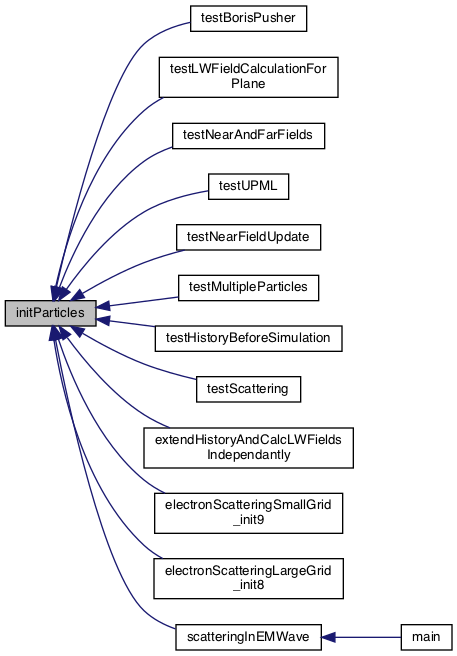 testBorisPusher
testLWFieldCalculationFor
Plane
testNearAndFarFields
testUPML
testNearFieldUpdate
testMultipleParticles
initParticles
testHistoryBeforeSimulation
testScattering
extendHistoryAndCalcLWFields
Independantly
electronScatteringSmallGrid
_init9
electronScatteringLargeGrid
_init8
scatteringInEMWave
main